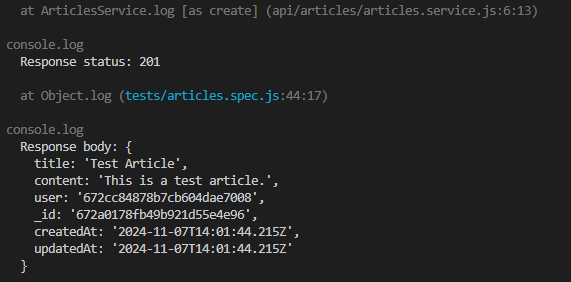 at ArticlesService.log [as create] (api/articles/articles.service.js:6:13)
console.log
Response status: 201
at Object.log (tests/articles.spec.js:44:17)
console.log
Response body: {
title: 'Test Article',
content: 'This is a test article.',
user: '672cc84878b7cb604dae7008',
_id: '672a0178fb49b921d55e4e96',
createdAt: '2024-11-07T14:01:44.215Z',
updatedAt: '2024-11-07T14:01:44.215Z'
}